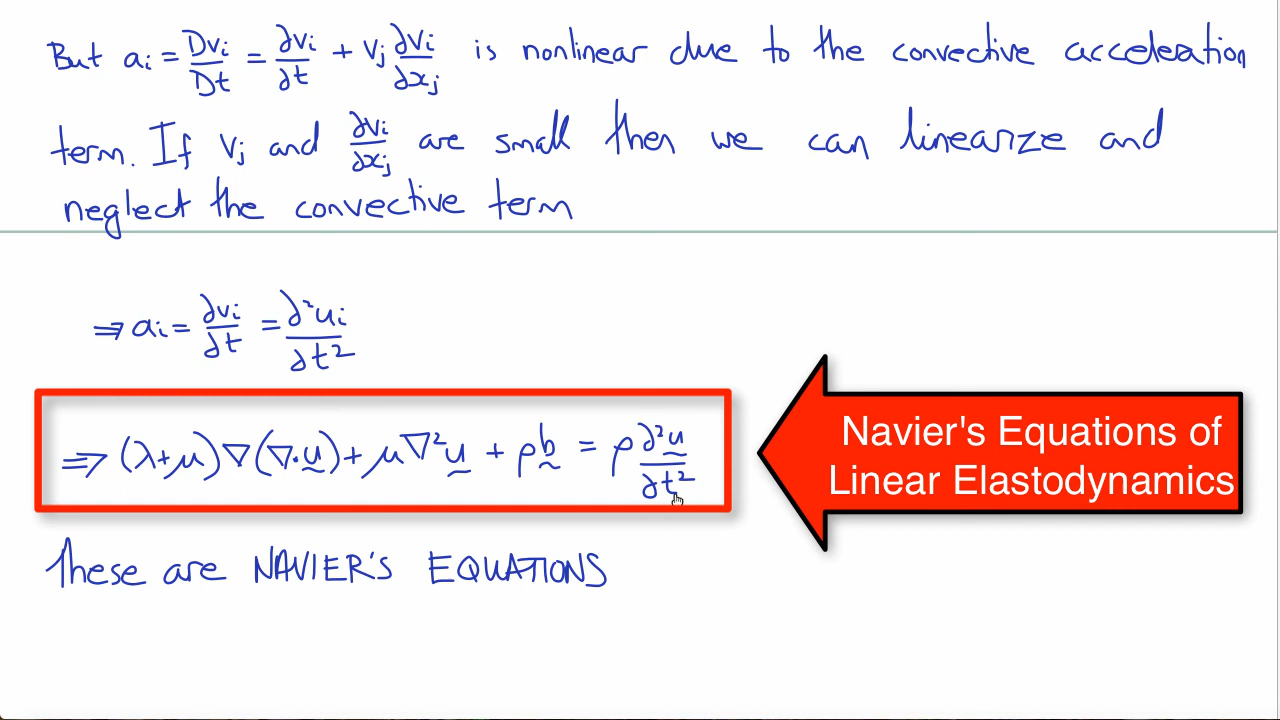 But aᵢ = Dvᵢ/Dt = ∂vᵢ/∂t + vⱼ ∂vᵢ/∂xⱼ is nonlinear due to the convective acceleration
term. If vⱼ and ∂vᵢ/∂xⱼ are small then we can linearize and
neglect the convective term
⇒ aᵢ = ∂vᵢ/∂t = ∂²uᵢ/∂t²
⇒ (λ+μ)∇(∇·ṵ)+ μ∇²ṵ + ρb̰ = ρ ∂²ṵ/∂t²
Navier's Equations of
Linear Elastodynamics
These are NAVIER'S EQUATIONS